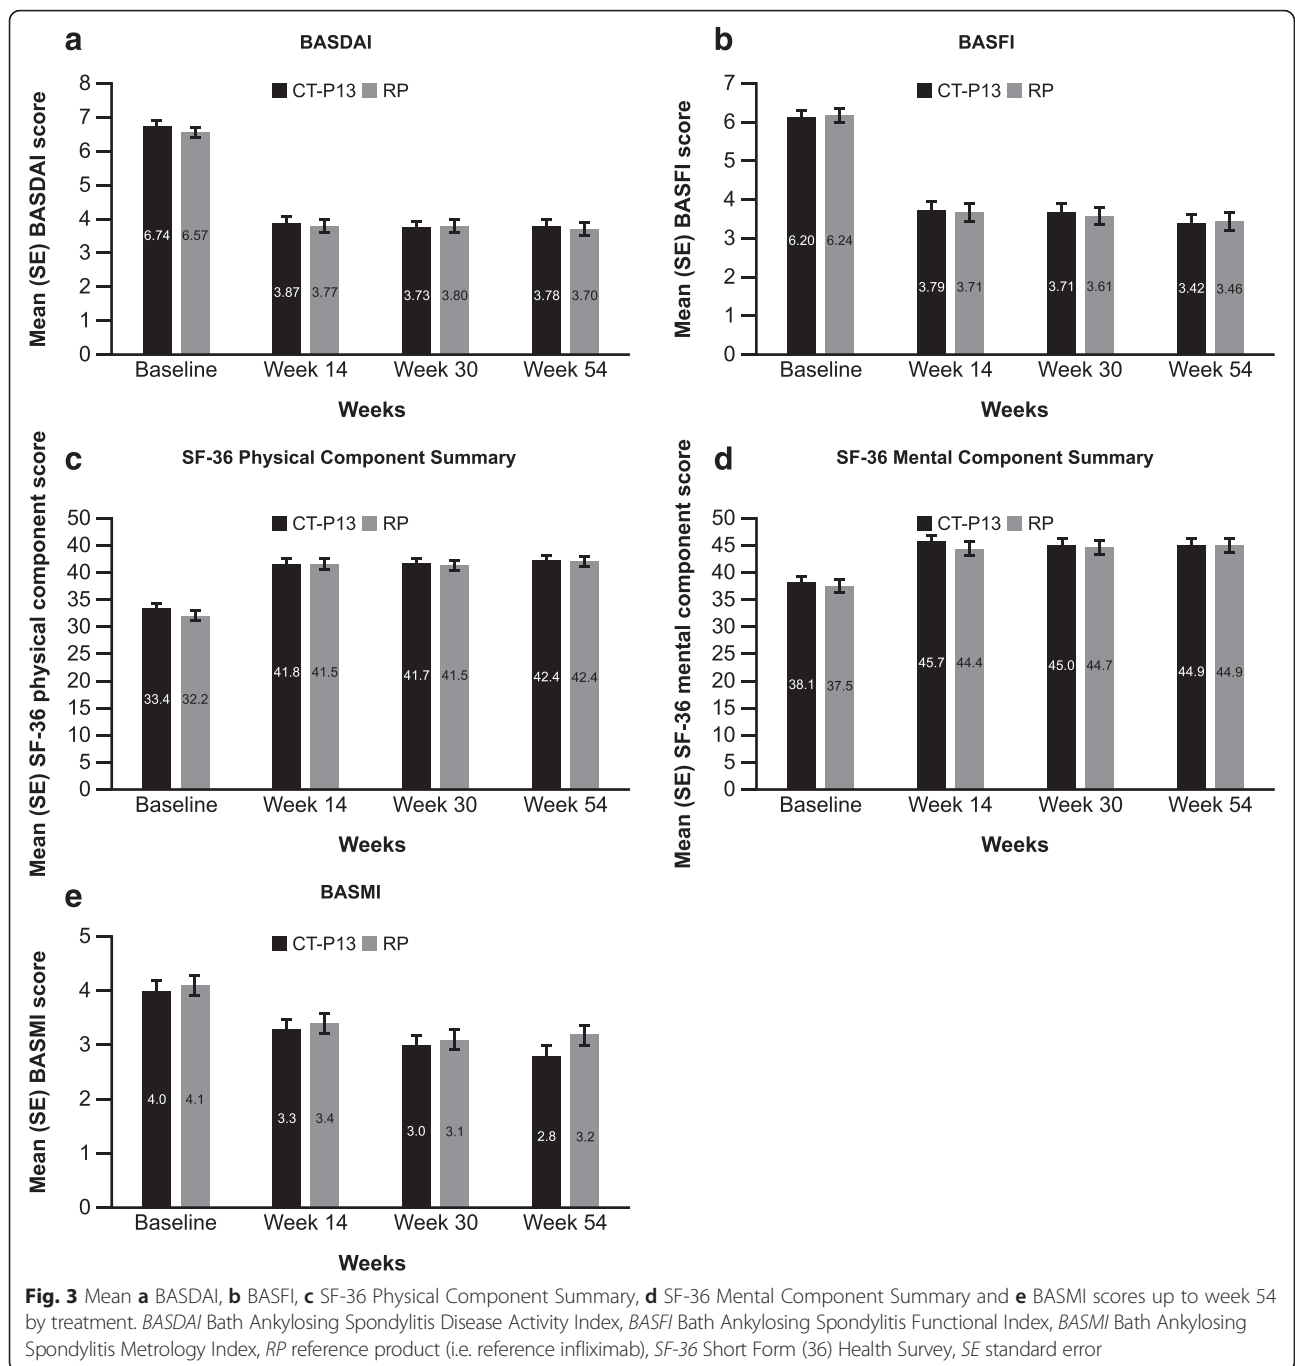 a
BASDAI
CT-P13 RP
Mean (SE) BASDAI score
8
7
6
5
4
3
2
1
0
6.74 6.57
3.87 3.77
3.73 3.80
3.78 3.70
Baseline Week 14 Week 30 Week 54
Weeks
b
BASFI
CT-P13 RP
Mean (SE) BASFI score
7
6
5
4
3
2
1
0
6.20 6.24
3.79 3.71
3.71 3.61
3.42 3.46
Baseline Week 14 Week 30 Week 54
Weeks
c
SF-36 Physical Component Summary
CT-P13 RP
Mean (SE) SF-36 physical component score
50
45
40
35
30
25
20
15
10
5
0
33.4 32.2
41.8 41.5
41.7 41.5
42.4 42.4
Baseline Week 14 Week 30 Week 54
Weeks
d
SF-36 Mental Component Summary
CT-P13 RP
Mean (SE) SF-36 mental component score
50
45
40
35
30
25
20
15
10
5
0
38.1 37.5
45.7 44.4
45.0 44.7
44.9 44.9
Baseline Week 14 Week 30 Week 54
Weeks
e
BASMI
CT-P13 RP
Mean (SE) BASMI score
5
4
3
2
1
0
4.0 4.1
3.3 3.4
3.0 3.1
2.8 3.2
Baseline Week 14 Week 30 Week 54
Weeks
Fig. 3 Mean a BASDAI, b BASFI, c SF-36 Physical Component Summary, d SF-36 Mental Component Summary and e BASMI scores up to week 54
by treatment. BASDAI Bath Ankylosing Spondylitis Disease Activity Index, BASFI Bath Ankylosing Spondylitis Functional Index, BASMI Bath Ankylosing
Spondylitis Metrology Index, RP reference product (i.e. reference infliximab), SF-36 Short Form (36) Health Survey, SE standard error